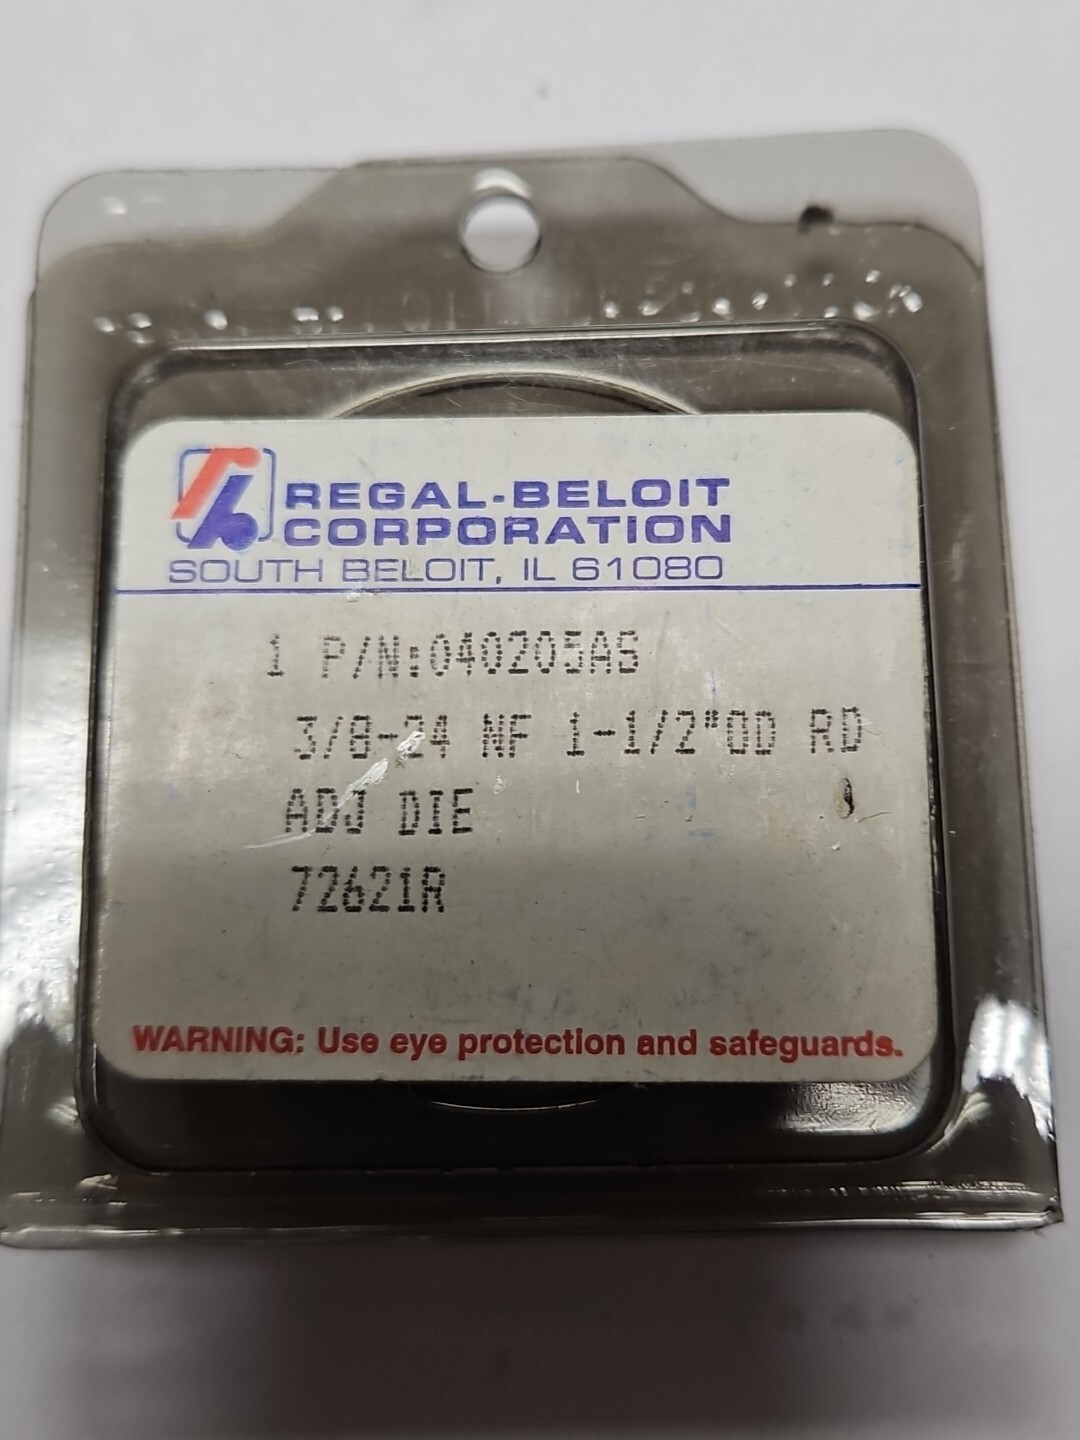 REGAL-BELOIT
CORPORATION
SOUTH BELOIT, IL 61080
1 P/N:040205AS
3/8-24 NF 1-1/2"OD RD
ADJ DIE
72621R
WARNING: Use eye protection and safeguards.